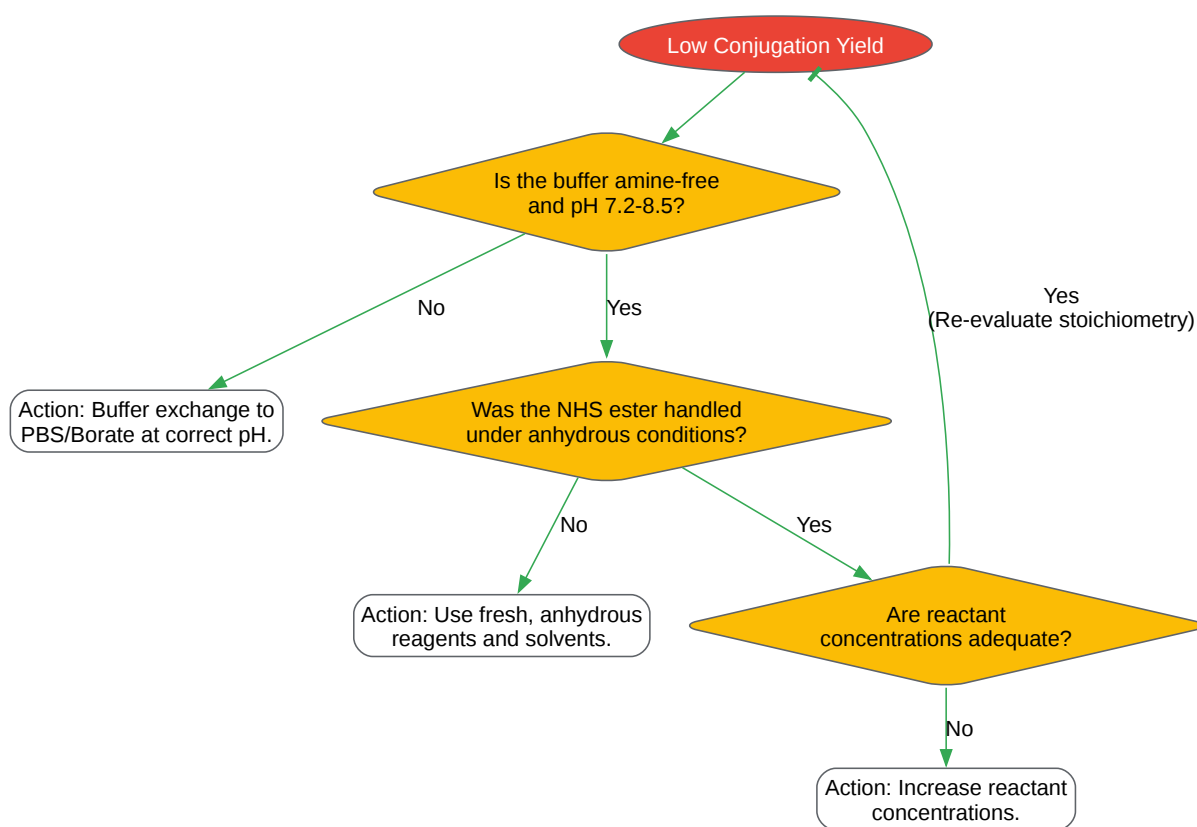 Low Conjugation Yield
Is the buffer amine-free
and pH 7.2-8.5?
No
Yes
Yes
(Re-evaluate stoichiometry)
Action: Buffer exchange to
PBS/Borate at correct pH.
Was the NHS ester handled
under anhydrous conditions?
No
Yes
Action: Use fresh, anhydrous
reagents and solvents.
Are reactant
concentrations adequate?
No
Action: Increase reactant
concentrations.